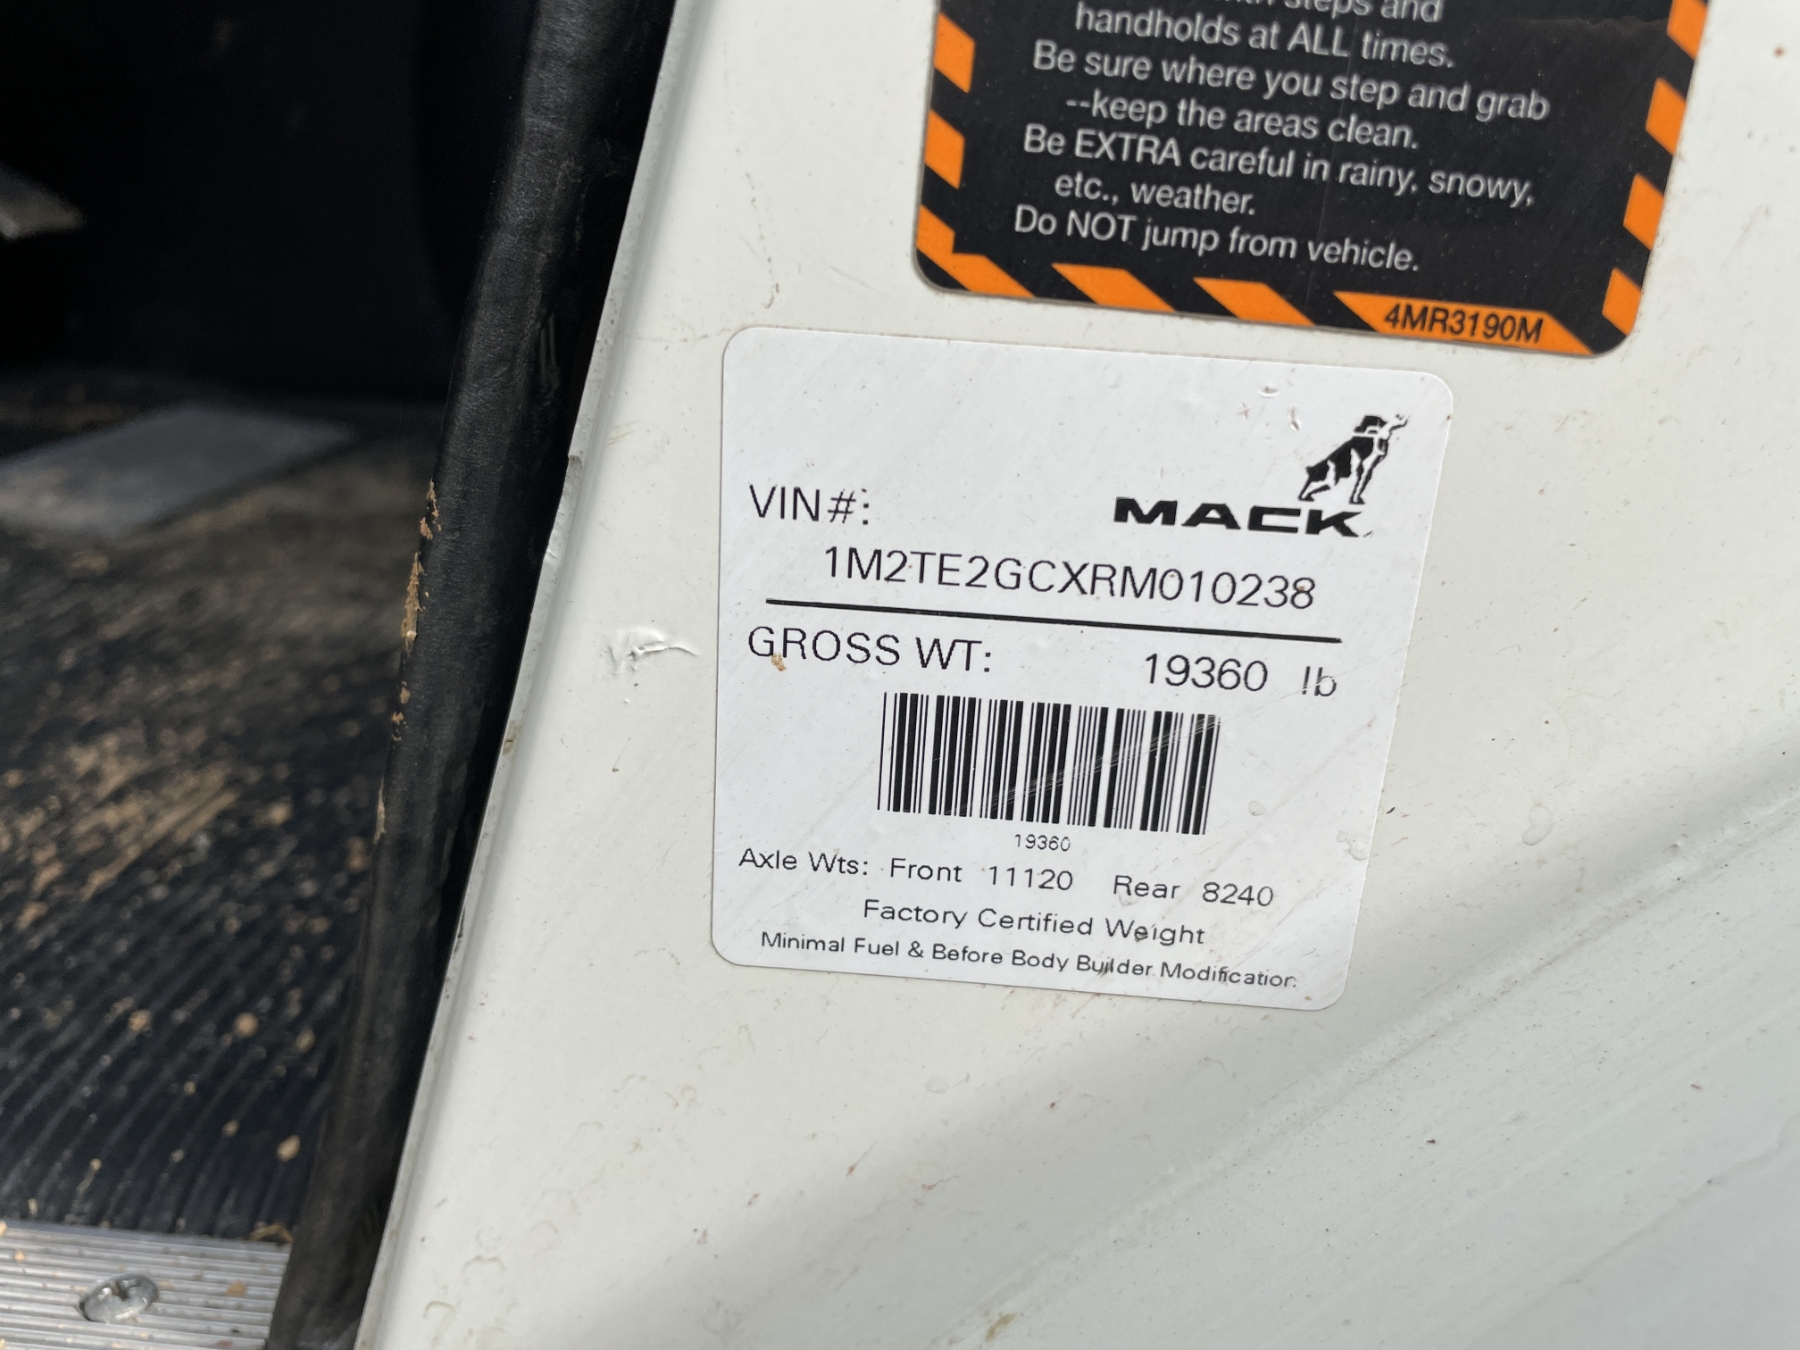 steps and
handholds at ALL times.
Be sure where you step and grab
--keep the areas clean.
Be EXTRA careful in rainy, snowy,
etc., weather.
Do NOT jump from vehicle.
4MR3190M
MACK
VIN#:
1M2TE2GCXRM010238
GROSS WT: 19360 lb
19360
Axle Wts: Front 11120 Rear 8240
Factory Certified Weight
Minimal Fuel & Before Body Builder Modification